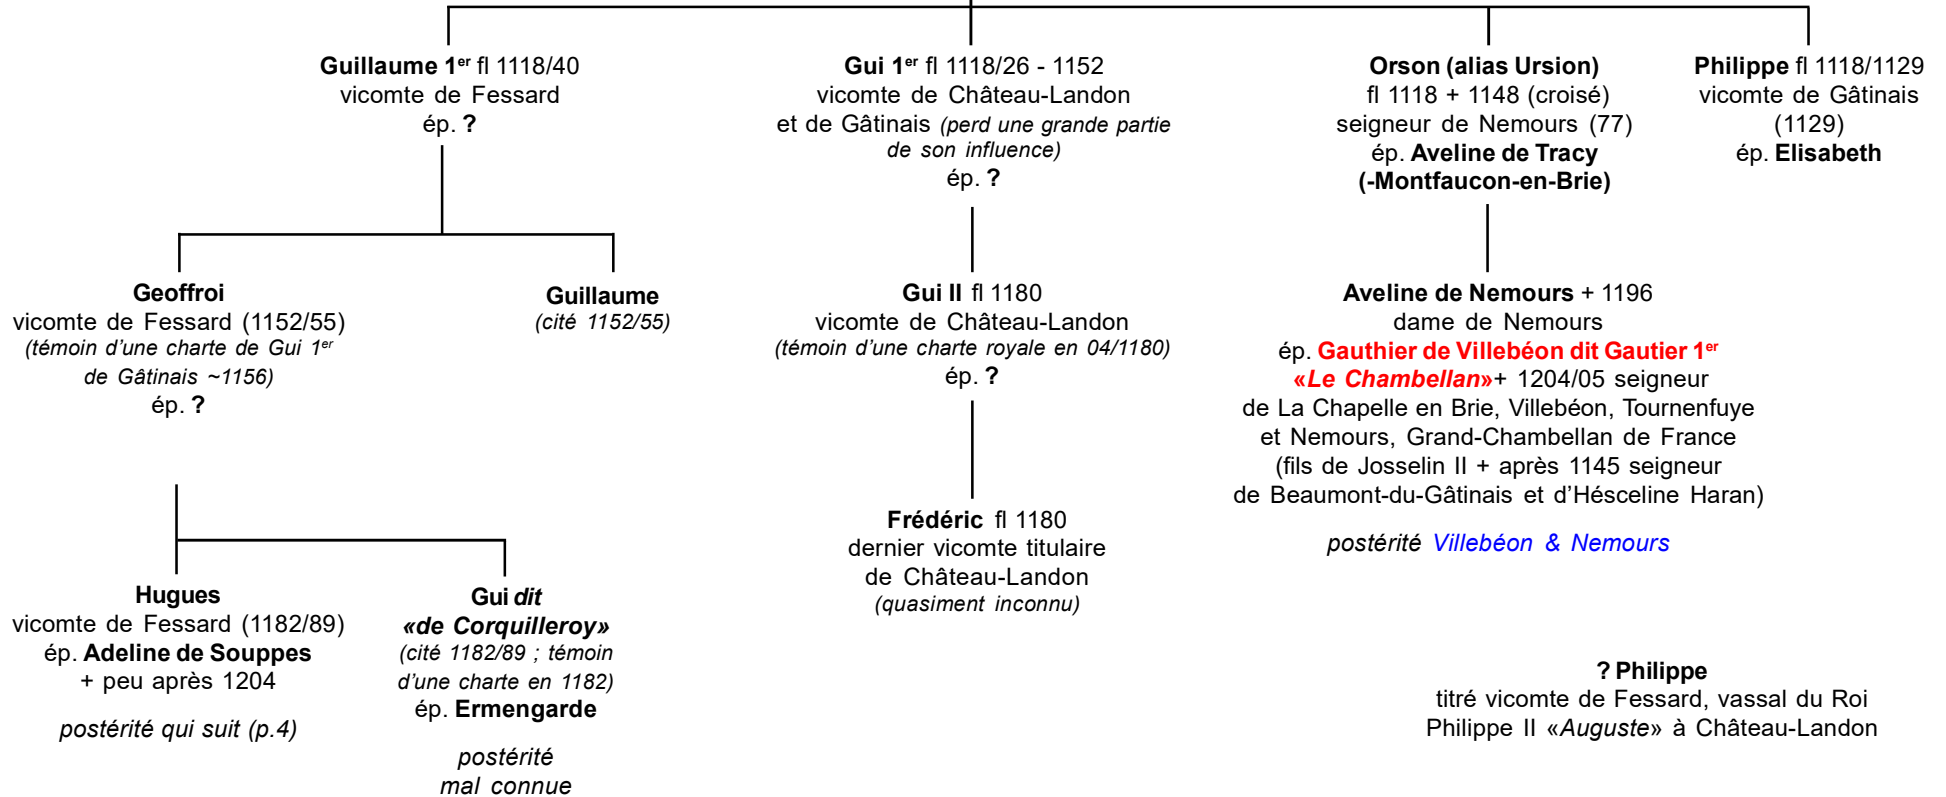 Guillaume 1er fl 1118/40
vicomte de Fessard
ép. ?
Gui 1er fl 1118/26 - 1152
vicomte de Château-Landon
et de Gâtinais (perd une grande partie
de son influence)
ép. ?
Orson (alias Ursion)
fl 1118 + 1148 (croisé)
seigneur de Nemours (77)
ép. Aveline de Tracy
(-Montfaucon-en-Brie)
Philippe fl 1118/1129
vicomte de Gâtinais
(1129)
ép. Elisabeth
Geoffroi
vicomte de Fessard (1152/55)
(témoin d'une charte de Gui 1er
de Gâtinais ~1156)
ép. ?
Guillaume
(cité 1152/55)
Gui II fl 1180
vicomte de Château-Landon
(témoin d'une charte royale en 04/1180)
ép. ?
Aveline de Nemours + 1196
dame de Nemours
ép. Gauthier de Villebéon dit Gautier 1er
«Le Chambellan»+ 1204/05 seigneur
de La Chapelle en Brie, Villebéon, Tournenfuye
et Nemours, Grand-Chambellan de France
(fils de Josselin II + après 1145 seigneur
de Beaumont-du-Gâtinais et d'Hésceline Haran)
postérité Villebéon & Nemours
Frédéric fl 1180
dernier vicomte titulaire
de Château-Landon
(quasiment inconnu)
Hugues
vicomte de Fessard (1182/89)
ép. Adeline de Souppes
+ peu après 1204
postérité qui suit (p.4)
Gui dit
«de Corquilleroy»
(cité 1182/89 ; témoin
d'une charte en 1182)
ép. Ermengarde
postérité
mal connue
? Philippe
titré vicomte de Fessard, vassal du Roi
Philippe II «Auguste» à Château-Landon